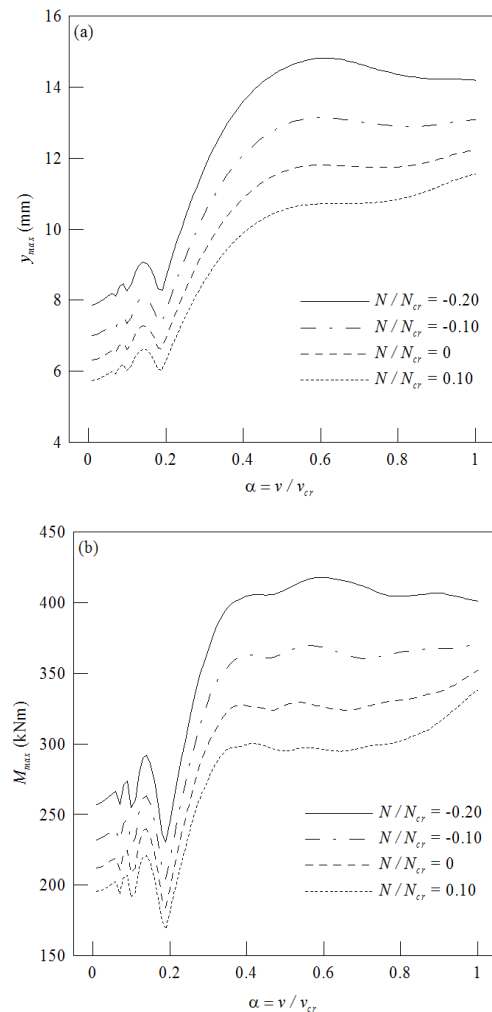 (a)
16
14
12
10
8
6
4
y_max (mm)
N/N_cr = -0.20
N/N_cr = -0.10
N/N_cr = 0
N/N_cr = 0.10
0 0.2 0.4 0.6 0.8 1
α = v / v_cr
(b)
450
400
350
300
250
200
150
M_max (kNm)
N/N_cr = -0.20
N/N_cr = -0.10
N/N_cr = 0
N/N_cr = 0.10
0 0.2 0.4 0.6 0.8 1
α = v / v_cr